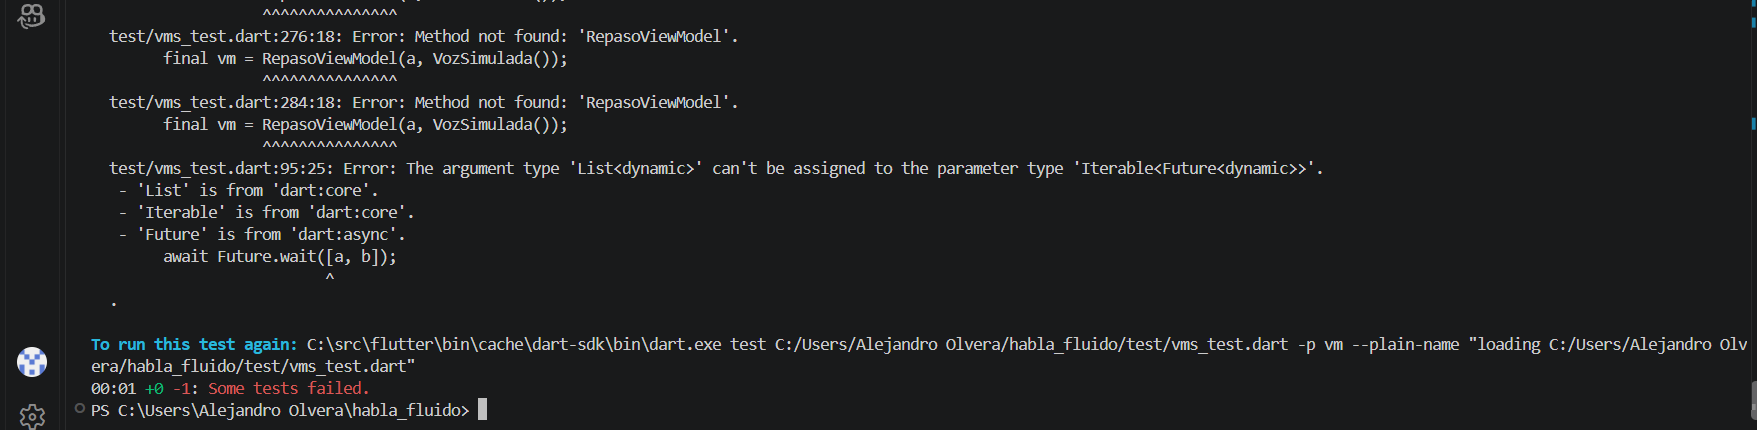 ^^^^^^^^^^^^^^^
test/vms_test.dart:276:18: Error: Method not found: 'RepasoViewModel'.
final vm = RepasoViewModel(a, VozSimulada());
^^^^^^^^^^^^^^^
test/vms_test.dart:284:18: Error: Method not found: 'RepasoViewModel'.
final vm = RepasoViewModel(a, VozSimulada());
^^^^^^^^^^^^^^^
test/vms_test.dart:95:25: Error: The argument type 'List<dynamic>' can't be assigned to the parameter type 'Iterable<Future<dynamic>>'.
- 'List' is from 'dart:core'.
- 'Iterable' is from 'dart:core'.
- 'Future' is from 'dart:async'.
await Future.wait([a, b]);
^
.
To run this test again: C:\src\flutter\bin\cache\dart-sdk\bin\dart.exe test C:/Users/Alejandro Olvera/habla_fluido/test/vms_test.dart -p vm --plain-name "loading C:/Users/Alejandro Olv
era/habla_fluido/test/vms_test.dart"
00:01 +0 -1: Some tests failed.
PS C:\Users\Alejandro Olvera\habla_fluido>